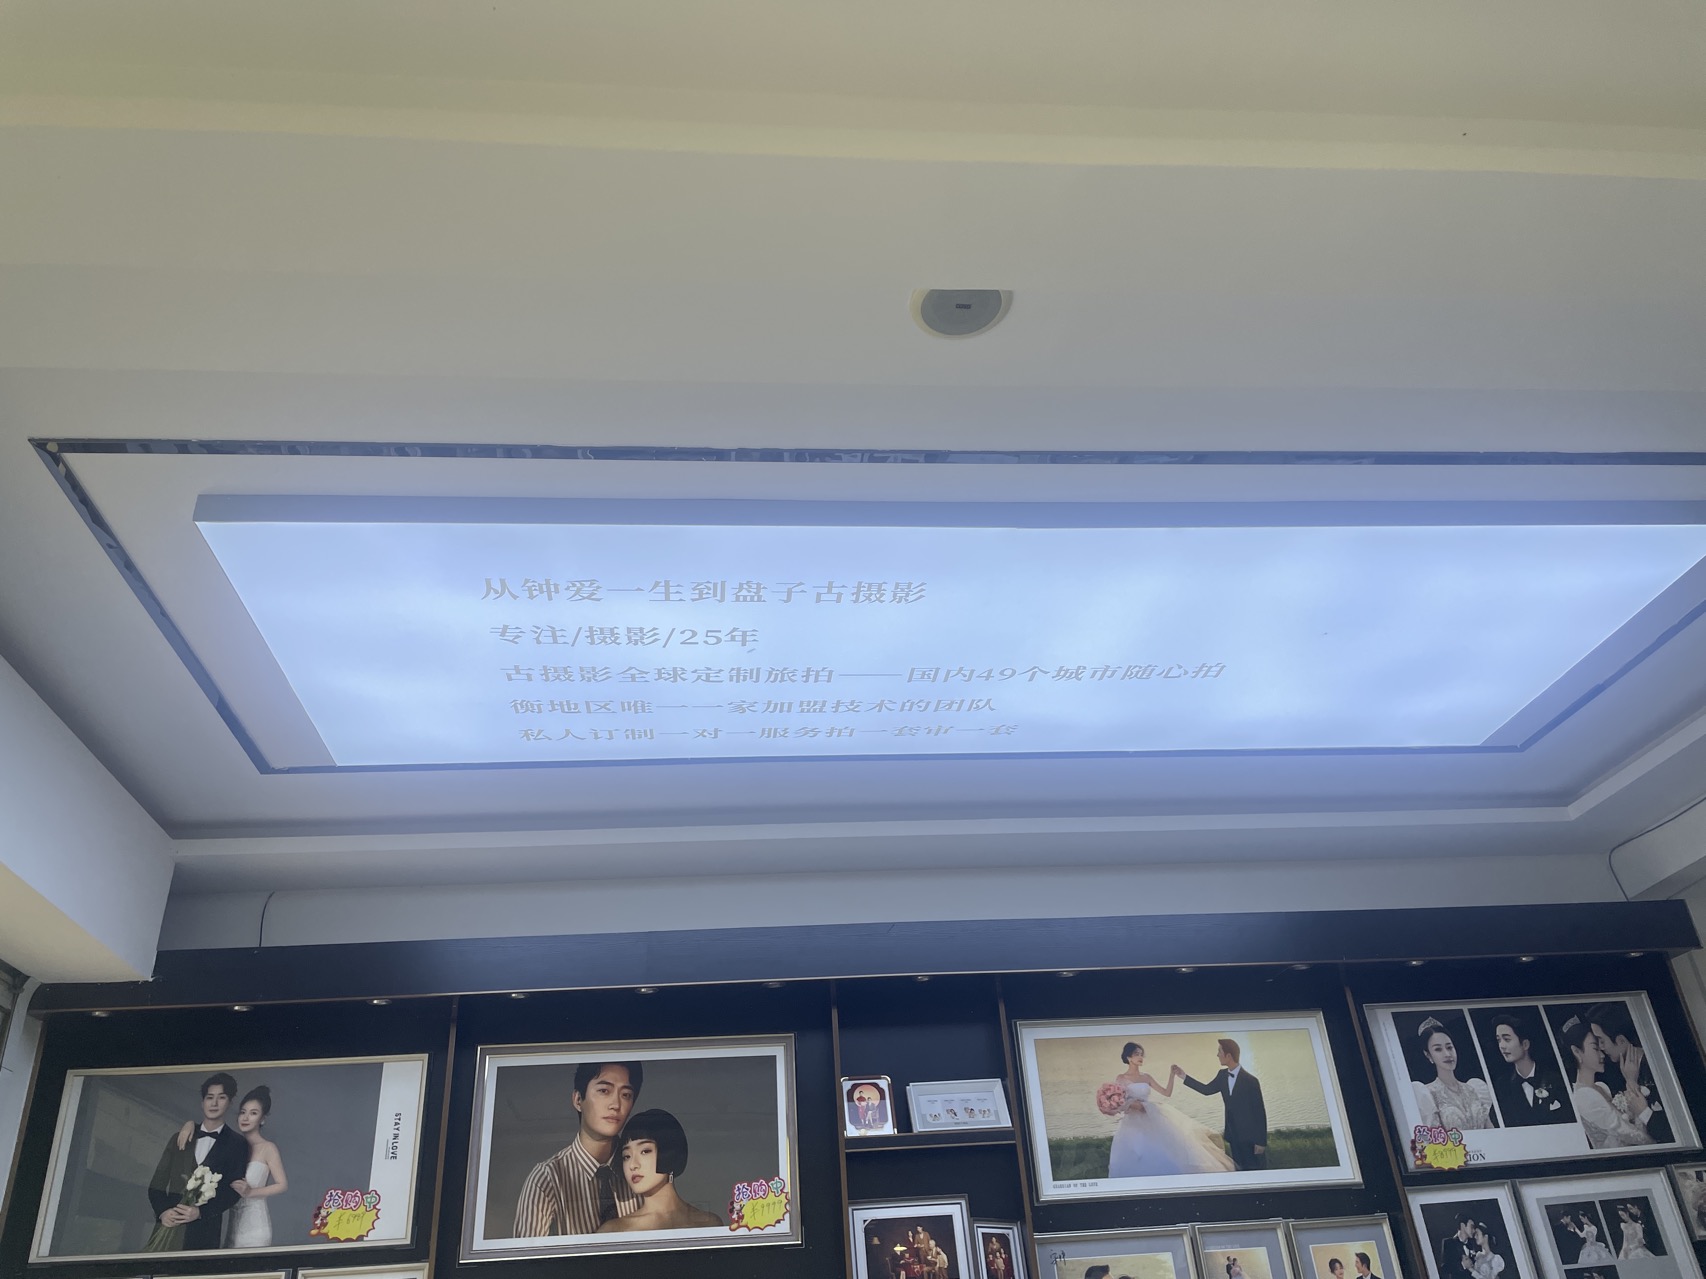 从钟爱一生到盘子古摄影
专注/摄影/25年
古摄影全球定制旅拍——国内49个城市随心拍
衡地区唯一一家加盟技术的团队
私人订制一对一服务拍一套审一套
STAY IN LOVE
抢购中
抢购中
¥9999
抢购中